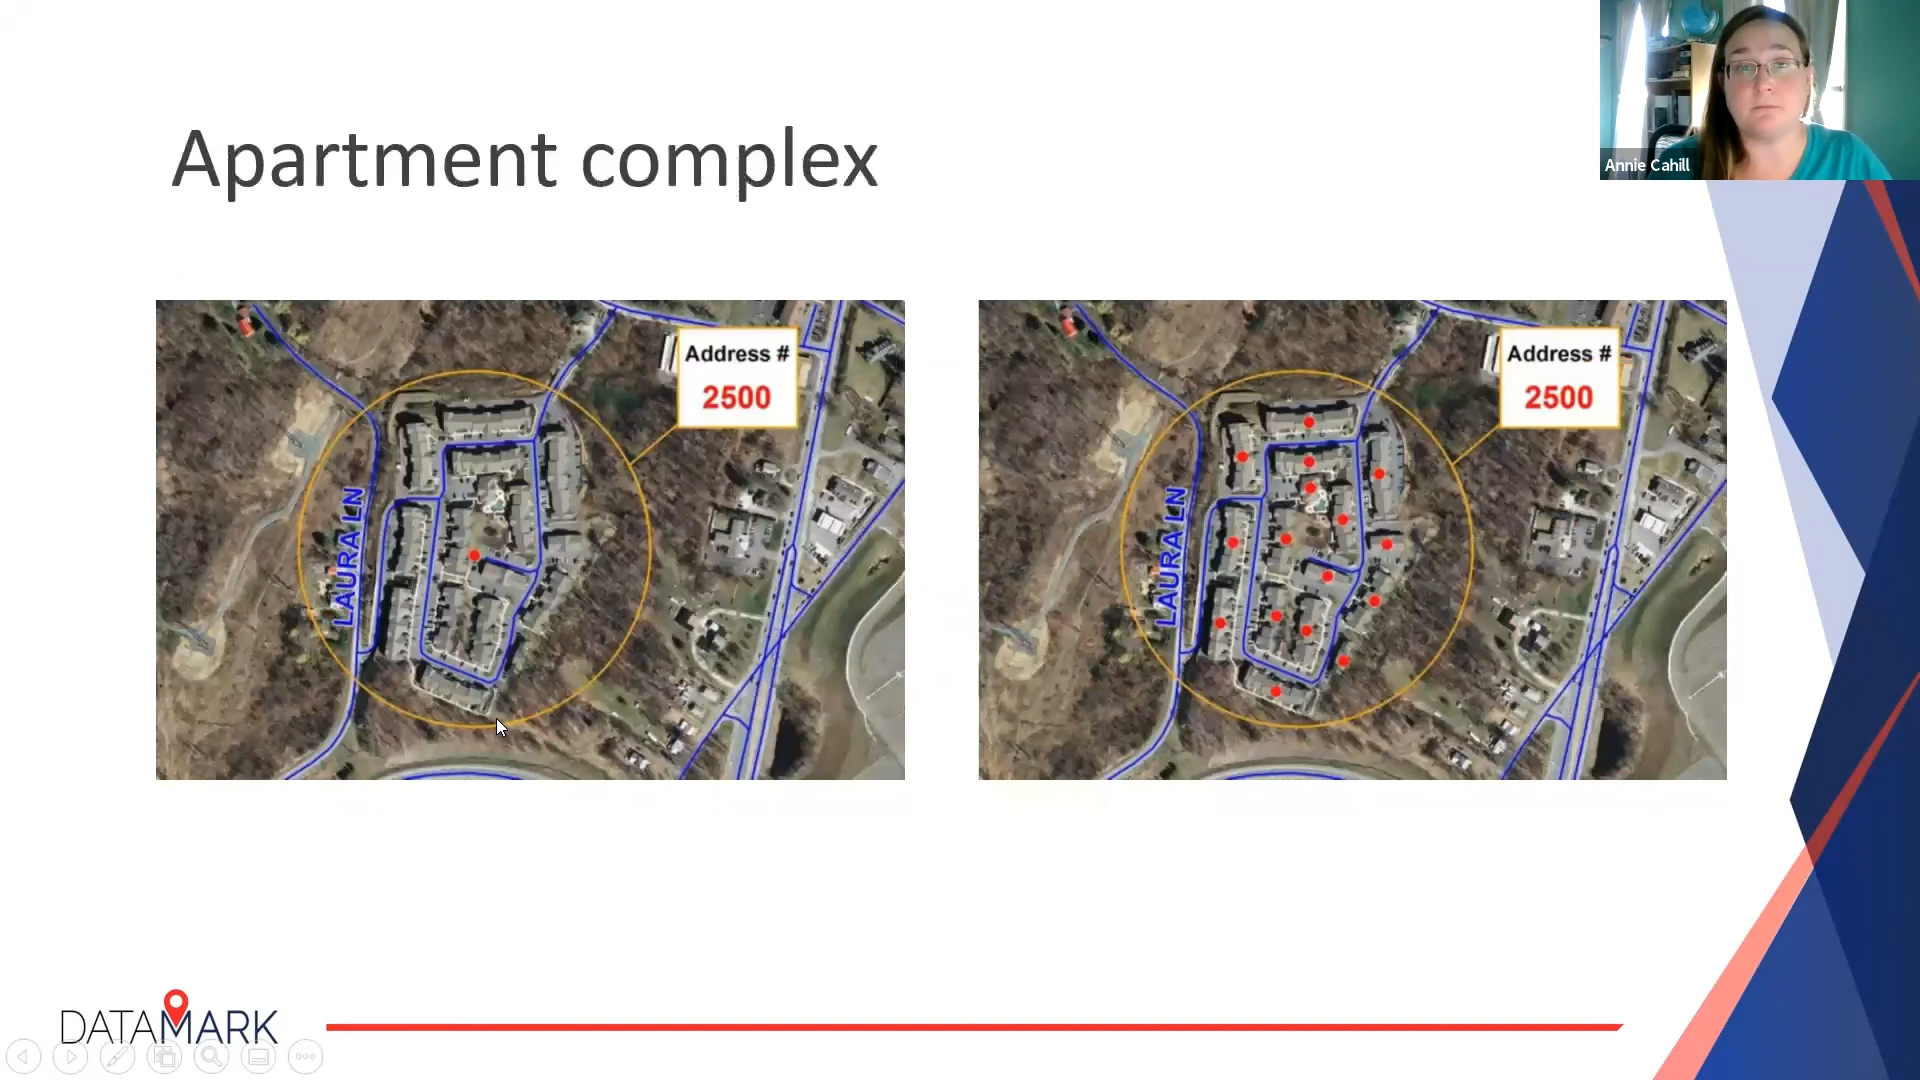 Annie Cahill
Apartment complex
Address #
2500
LAURA LN
Address #
2500
LAURA LN
DATAMARK